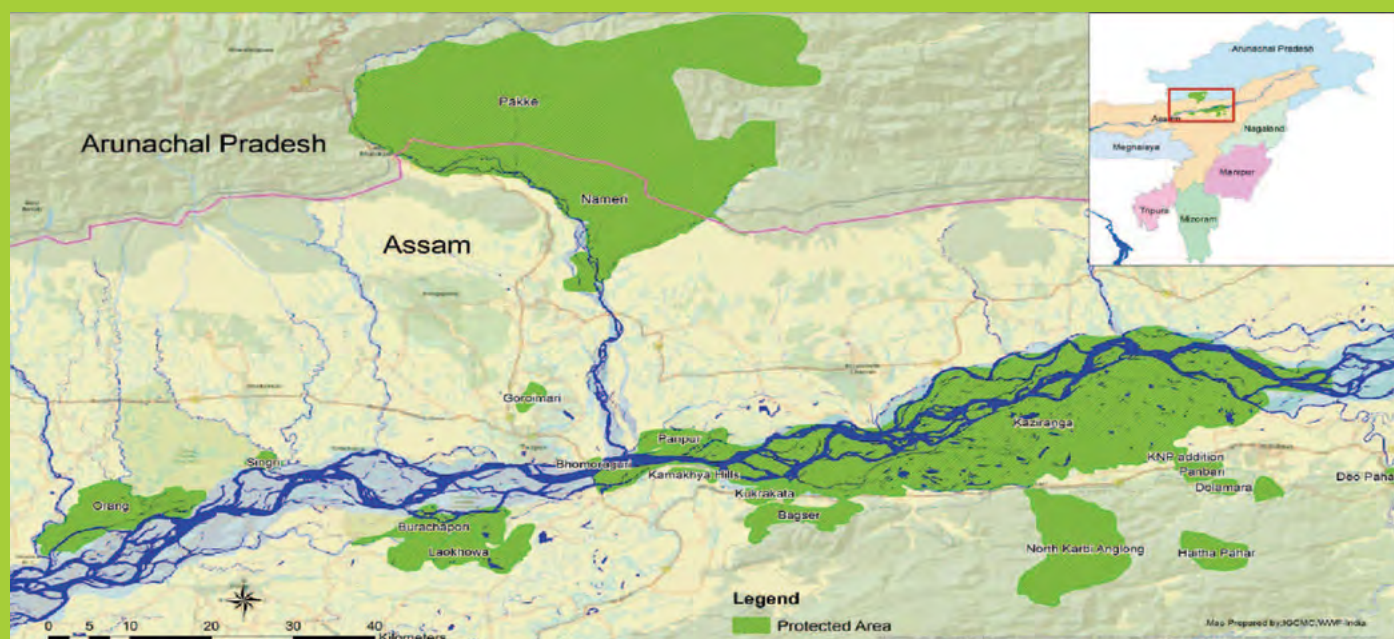 Pakke
Arunachal Pradesh
Nameri
Assam
Goroimari
Panpur
Kaziranga
Singri
Bhomoraguri
Kamakhya Hills
KNP addition
Panbari
Kukrakata
Dolamara
Deo Pahar
Orang
Bagser
Burachapori
Laokhowa
North Karbi Anglong
Haitha Pahar
Legend
Protected Area
0 5 10 20 30 40
Kilometers
Map Prepared by:IGCMC/WWF-India
Arunachal Pradesh
Assam
Nagaland
Meghalaya
Manipur
Tripura
Mizoram